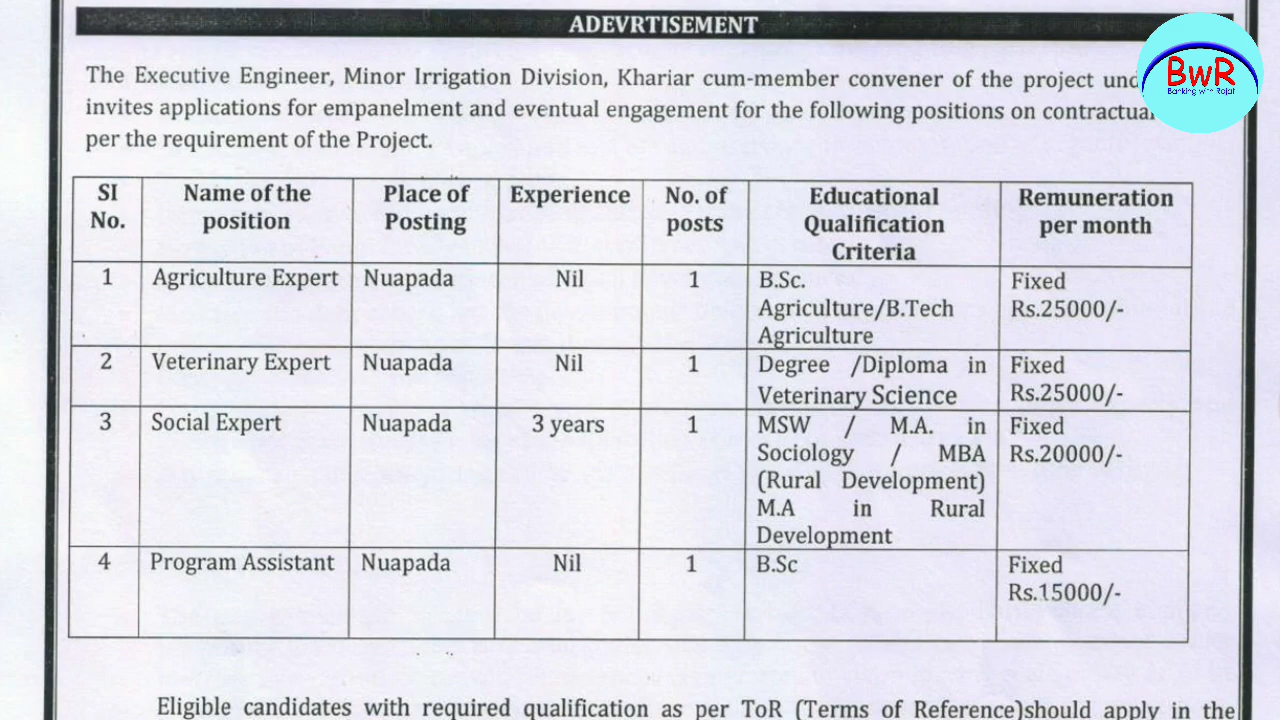 ADEVRTISEMENT
BwR
Banking with Rajat
The Executive Engineer, Minor Irrigation Division, Khariar cum-member convener of the project
invites applications for empanelment and eventual engagement for the following positions on contractual
per the requirement of the Project.
SI No. Name of the position Place of Posting Experience No. of posts Educational Qualification Criteria Remuneration per month
1 Agriculture Expert Nuapada Nil 1 B.Sc. Agriculture/B.Tech Agriculture Fixed Rs.25000/-
2 Veterinary Expert Nuapada Nil 1 Degree /Diploma in Veterinary Science Fixed Rs.25000/-
3 Social Expert Nuapada 3 years 1 MSW / M.A. in Sociology / MBA (Rural Development) M.A in Rural Development Fixed Rs.20000/-
4 Program Assistant Nuapada Nil 1 B.Sc Fixed Rs.15000/-
Eligible candidates with required qualification as per ToR (Terms of Reference)should apply in the